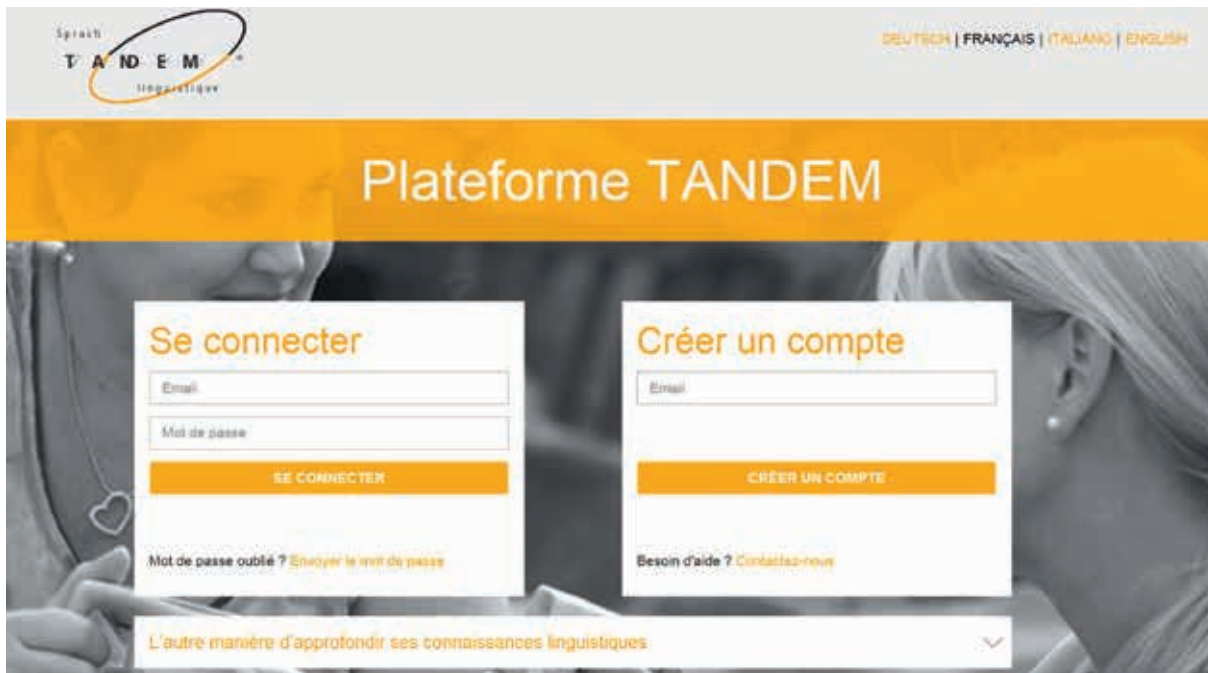 Sprach
TANDEM
linguistique
DEUTSCH | FRANÇAIS | ITALIANO | ENGLISH
Plateforme TANDEM
Se connecter
Email
Mot de passe
SE CONNECTER
Mot de passe oublié ? Envoyer le mot de passe
Créer un compte
Email
CRÉER UN COMPTE
Besoin d'aide ? Contactez-nous
L'autre manière d'approfondir ses connaissances linguistiques